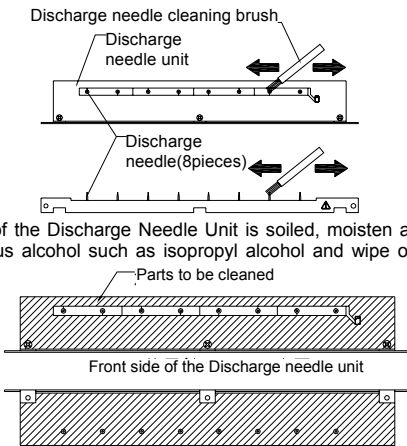 Discharge needle cleaning brush
Discharge
needle unit
Discharge
needle(8pieces)
of the Discharge Needle Unit is soiled, moisten a
us alcohol such as isopropyl alcohol and wipe o
Parts to be cleaned
Front side of the Discharge needle unit